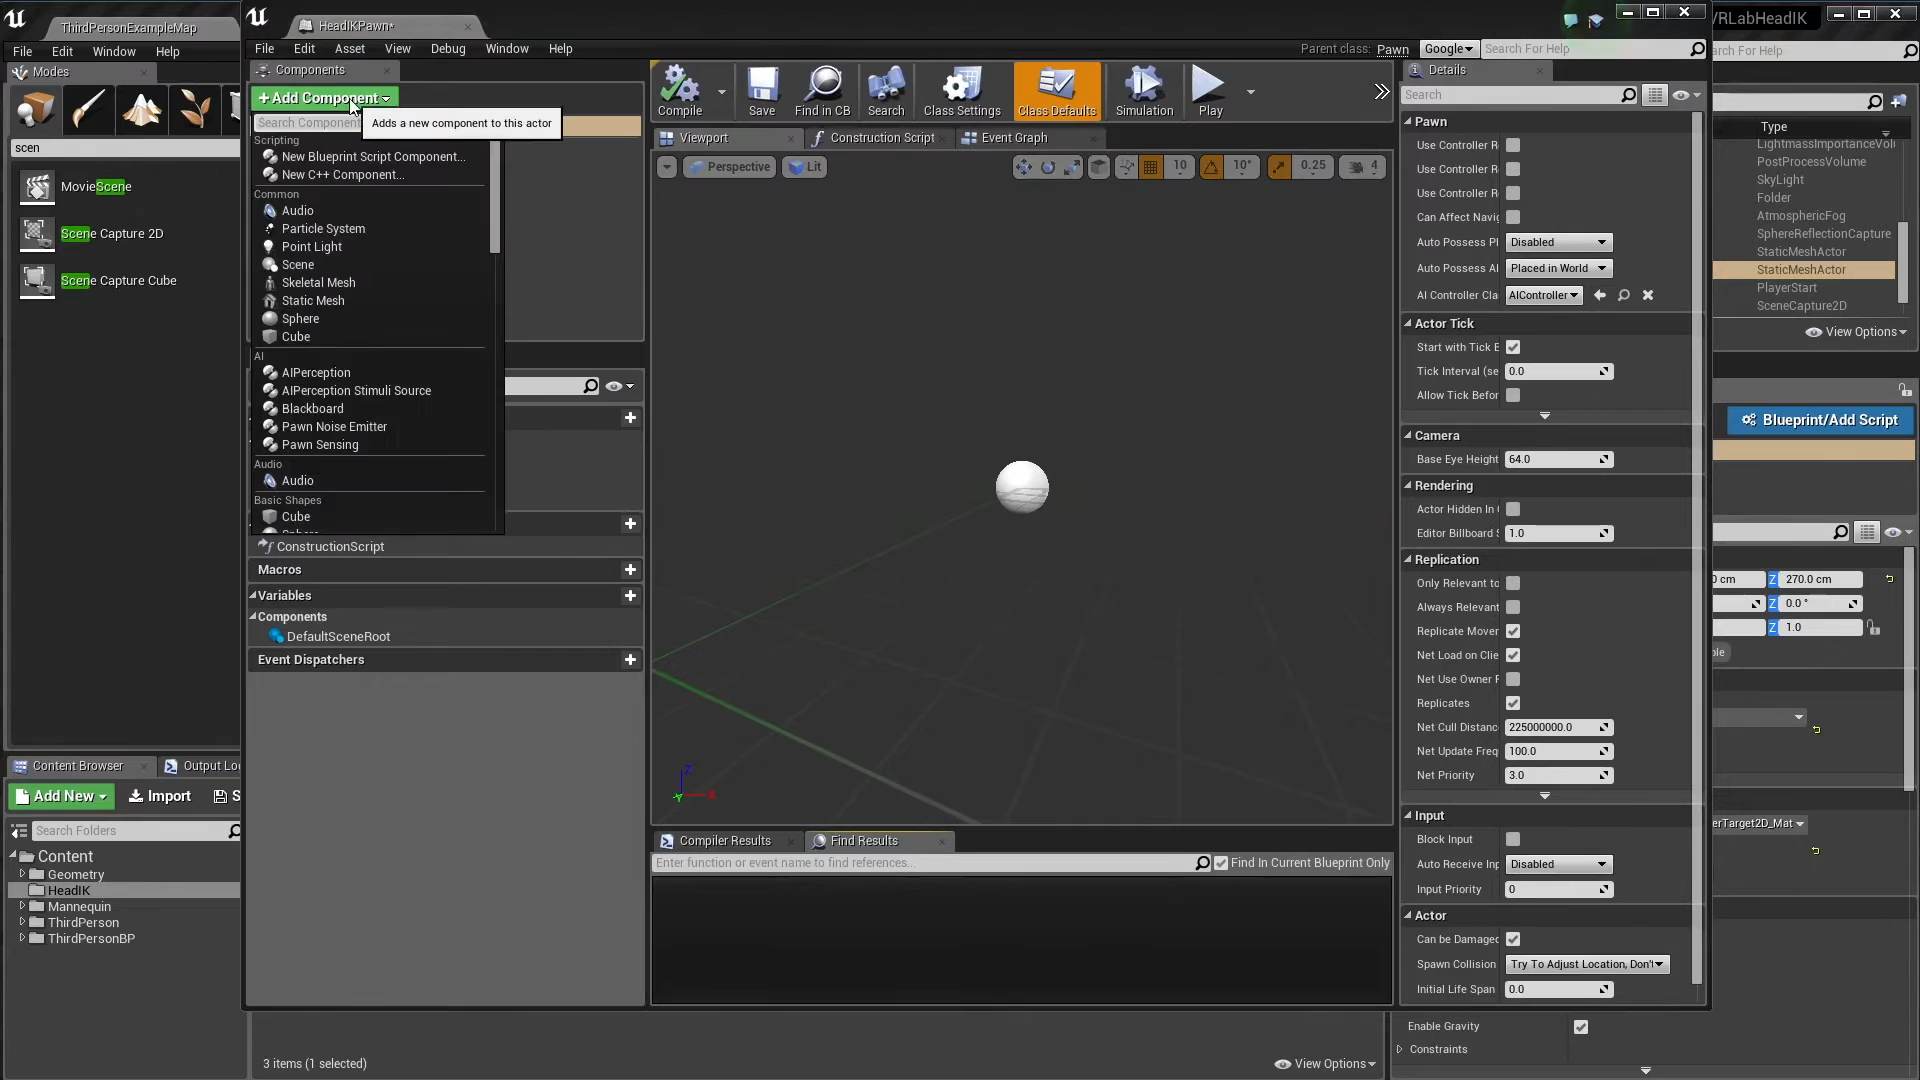 ThirdPersonExampleMap
File Edit Window Help
Modes
scen
MovieScene
Scene Capture 2D
Scene Capture Cube
Content Browser
Output Lo
Add New
Import
Search Folders
Content
Geometry
HeadIK
Mannequin
ThirdPerson
ThirdPersonBP
HeadIKPawn*
File Edit Asset View Debug Window Help
Parent class: Pawn
Google
Search For Help
Components
+Add Component
Search Component
Adds a new component to this actor
Scripting
New Blueprint Script Component...
New C++ Component...
Common
Audio
Particle System
Point Light
Scene
Skeletal Mesh
Static Mesh
Sphere
Cube
AI
AIPerception
AIPerception Stimuli Source
Blackboard
Pawn Noise Emitter
Pawn Sensing
Audio
Audio
Basic Shapes
Cube
ConstructionScript
Macros
Variables
Components
DefaultSceneRoot
Event Dispatchers
3 items (1 selected)
View Options
Compile
Save
Find in CB
Search
Class Settings
Class Defaults
Simulation
Play
Viewport
Construction Script
Event Graph
Perspective
Lit
10
10°
0.25
4
Z
X
Y
Compiler Results
Find Results
Enter function or event name to find references...
Find In Current Blueprint Only
Details
Search
Pawn
Use Controller R
Use Controller R
Use Controller R
Can Affect Navig
Auto Possess Pl
Disabled
Auto Possess AI
Placed in World
AI Controller Cla
AIController
Actor Tick
Start with Tick E
Tick Interval (se
0.0
Allow Tick Befor
Camera
Base Eye Height
64.0
Rendering
Actor Hidden In
Editor Billboard
1.0
Replication
Only Relevant to
Always Relevant
Replicate Mover
Net Load on Clie
Net Use Owner F
Replicates
Net Cull Distanc
225000000.0
Net Update Freq
100.0
Net Priority
3.0
Input
Block Input
Auto Receive Inp
Disabled
Input Priority
0
Actor
Can be Damaged
Spawn Collision
Try To Adjust Location, Don't
Initial Life Span
0.0
Enable Gravity
Constraints
VRLabHeadIK
rch For Help
Type
LightmassImportanceVolu
PostProcessVolume
SkyLight
Folder
AtmosphericFog
SphereReflectionCapture
StaticMeshActor
StaticMeshActor
PlayerStart
SceneCapture2D
View Options
Blueprint/Add Script
0 cm
Z 270.0 cm
Z 0.0 °
Z 1.0
ble
erTarget2D_Mat